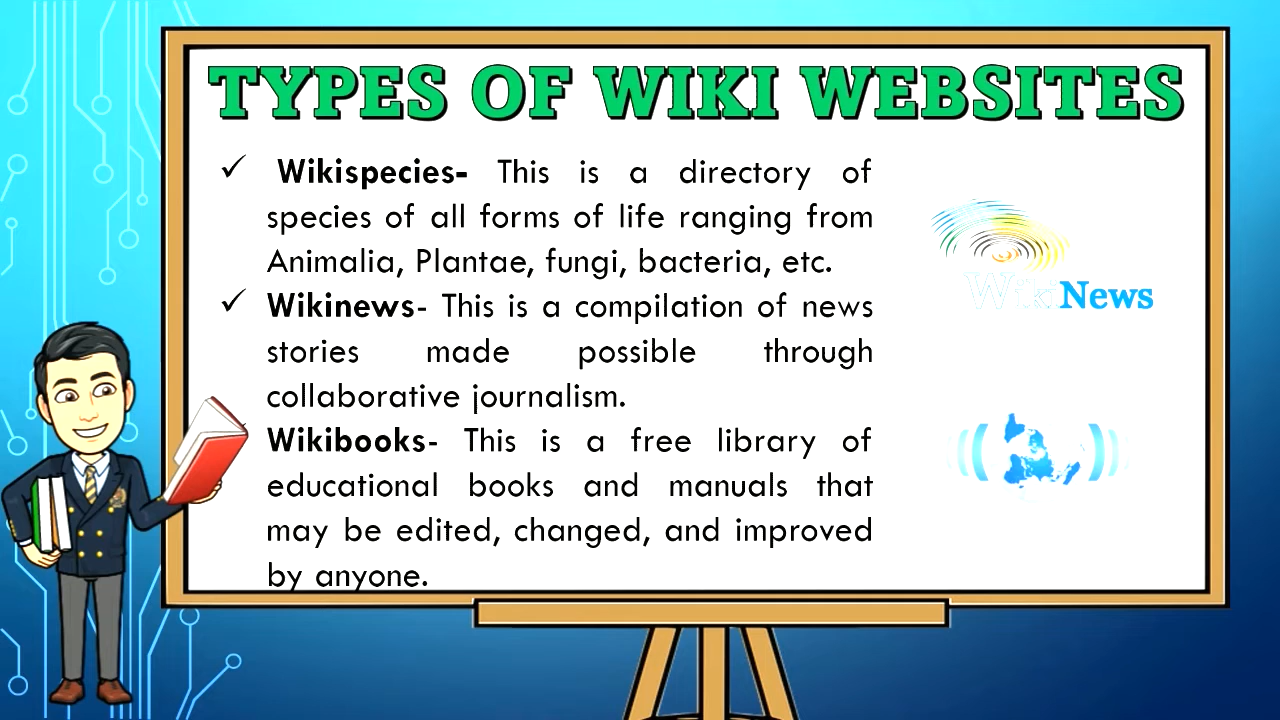 TYPES OF WIKI WEBSITES
✓ Wikispecies- This is a directory of
species of all forms of life ranging from
Animalia, Plantae, fungi, bacteria, etc.
✓ Wikinews- This is a compilation of news
stories made possible through
collaborative journalism.
Wikibooks- This is a free library of
educational books and manuals that
may be edited, changed, and improved
by anyone.
WikiNews